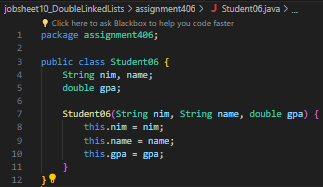 jobsheet10_DoubleLinkedLists > assignment406 > J Student06.java > ...
Click here to ask Blackbox to help you code faster
1 package assignment406;
2
3 public class Student06 {
4 String nim, name;
5 double gpa;
6
7 Student06(String nim, String name, double gpa) {
8 this.nim = nim;
9 this.name = name;
10 this.gpa = gpa;
11 }
12 }